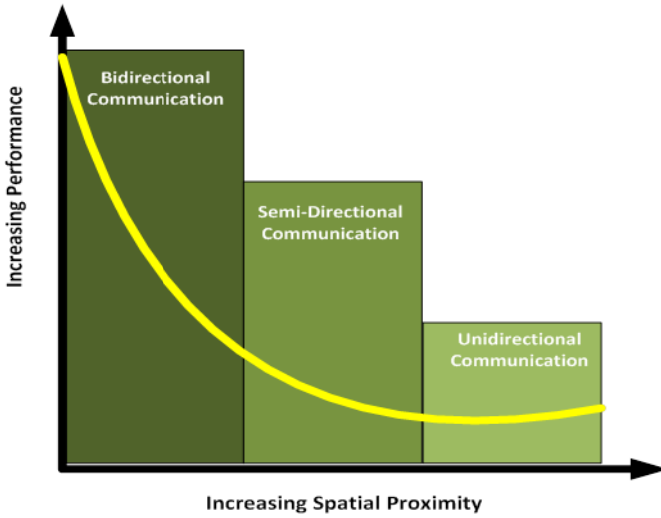 Bidirectional
Communication
Semi-Directional
Communication
Unidirectional
Communication
Increasing Performance
Increasing Spatial Proximity